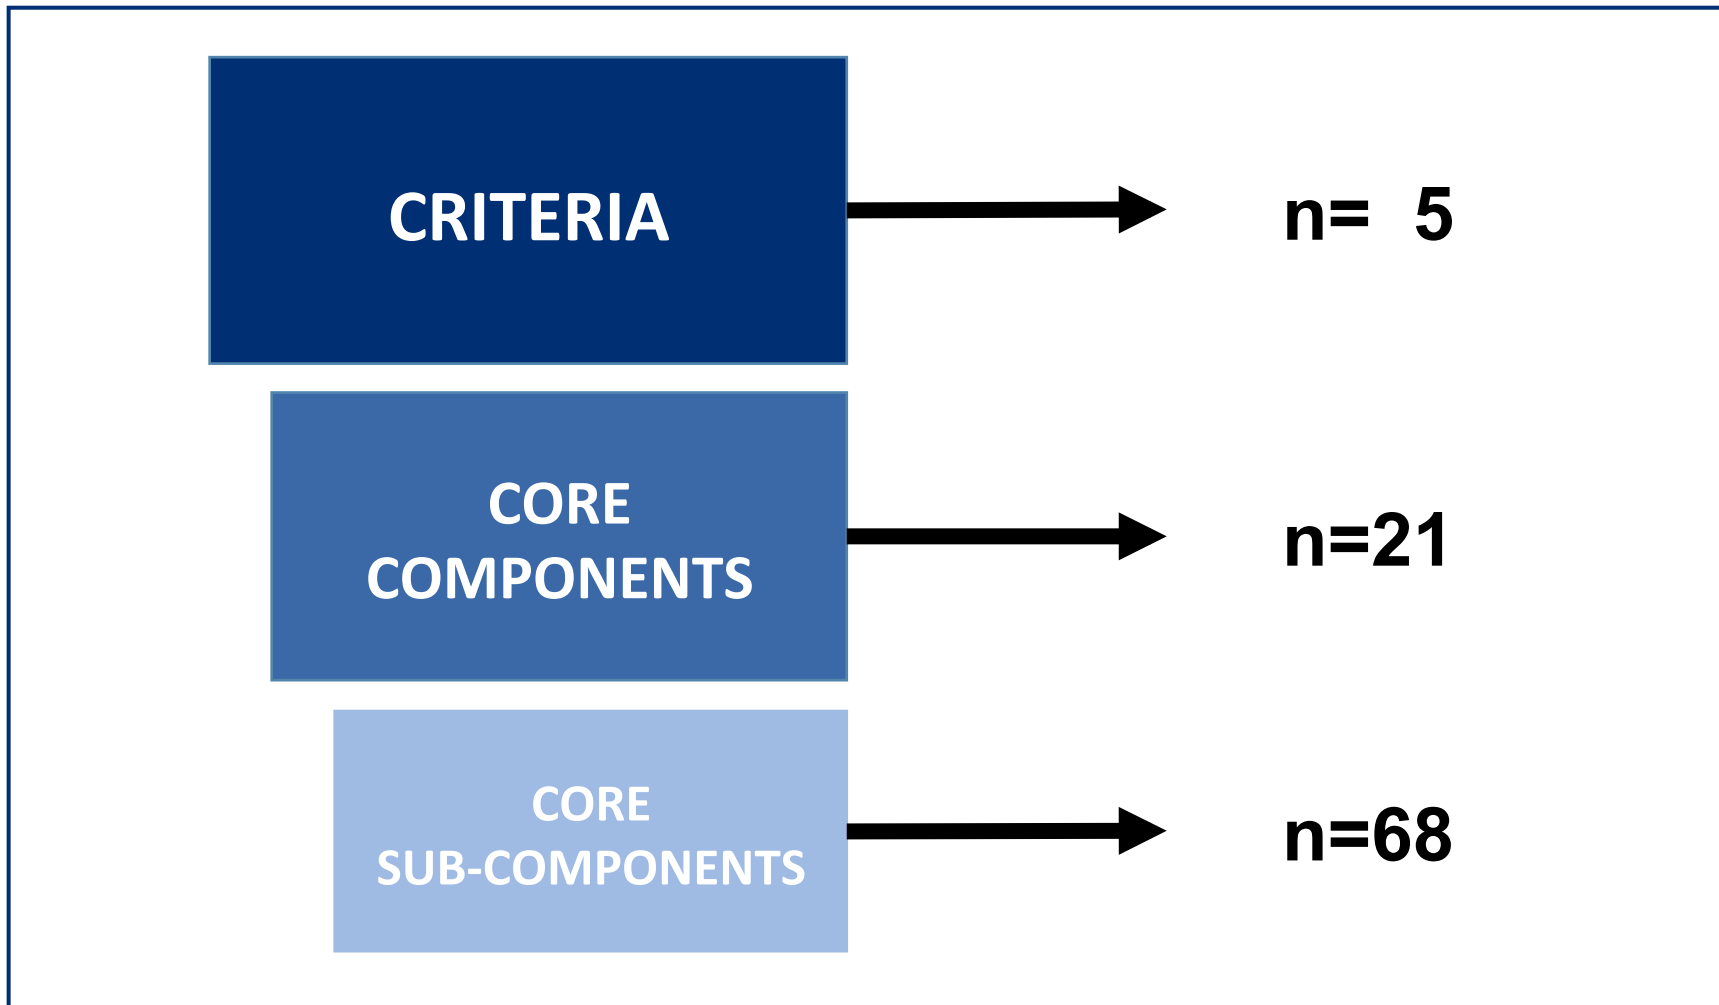 CRITERIA
n= 5
CORE
COMPONENTS
n=21
CORE
SUB-COMPONENTS
n=68